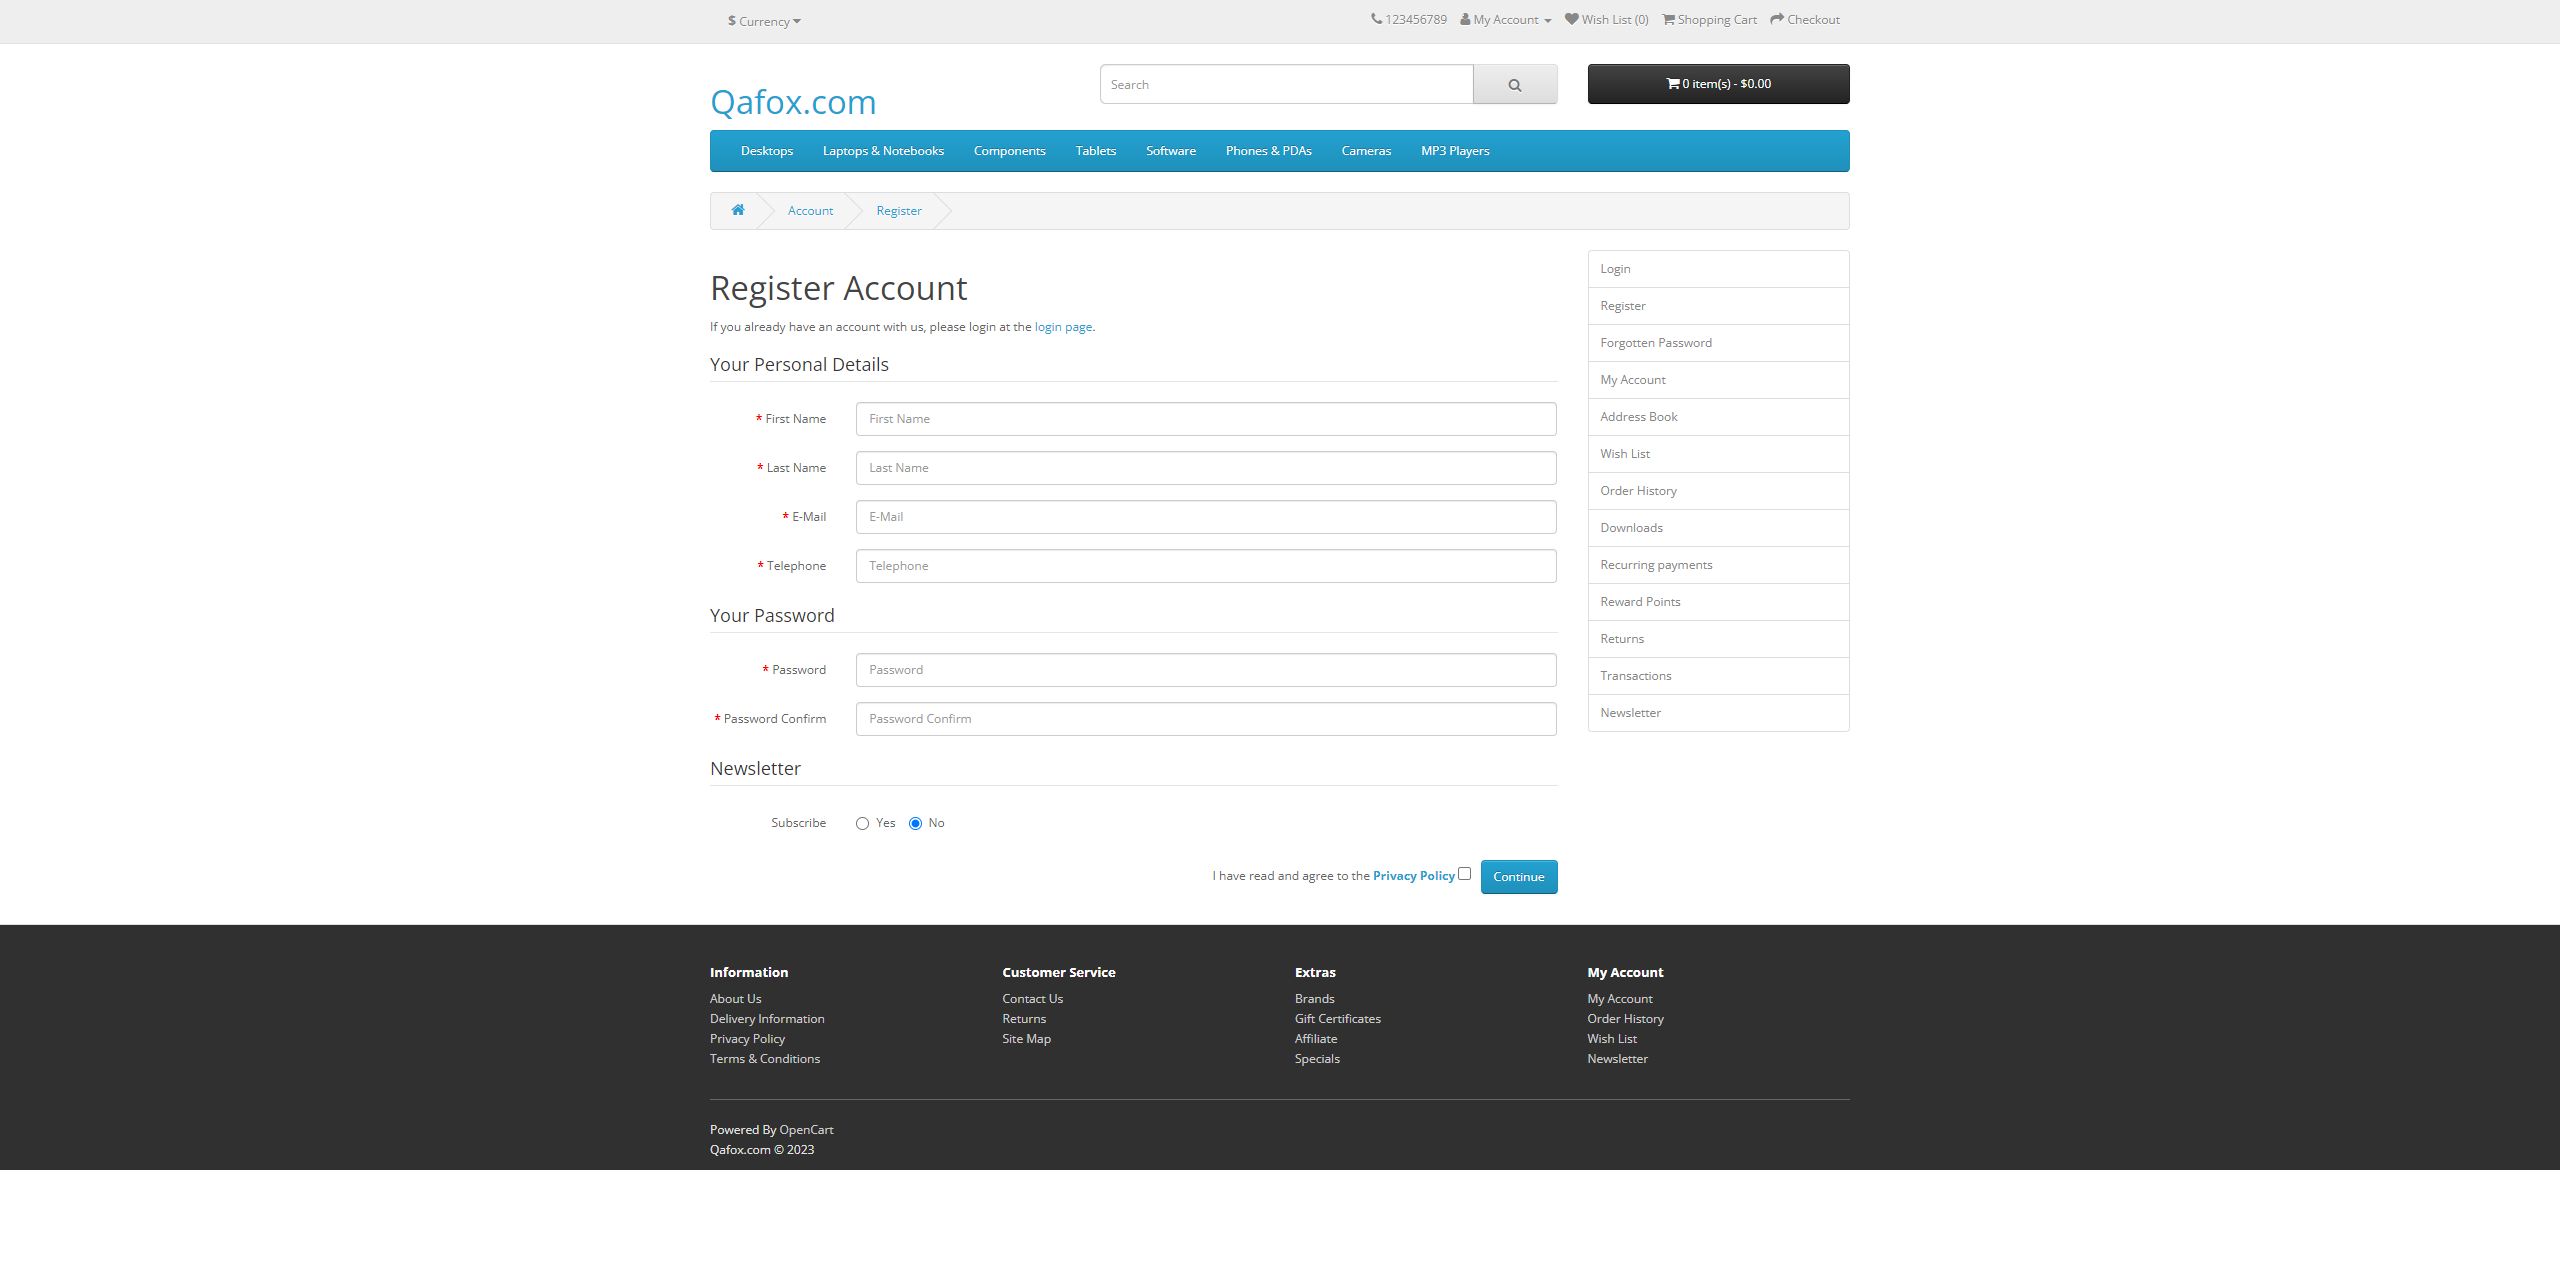 $ Currency
123456789 My Account Wish List (0) Shopping Cart Checkout
Qafox.com
Search
0 item(s) - $0.00
Desktops Laptops & Notebooks Components Tablets Software Phones & PDAs Cameras MP3 Players
Account Register
Register Account
If you already have an account with us, please login at the login page.
Your Personal Details
* First Name First Name
* Last Name Last Name
* E-Mail E-Mail
* Telephone Telephone
Your Password
* Password Password
* Password Confirm Password Confirm
Newsletter
Subscribe Yes No
I have read and agree to the Privacy Policy Continue
Login
Register
Forgotten Password
My Account
Address Book
Wish List
Order History
Downloads
Recurring payments
Reward Points
Returns
Transactions
Newsletter
Information
About Us
Delivery Information
Privacy Policy
Terms & Conditions
Customer Service
Contact Us
Returns
Site Map
Extras
Brands
Gift Certificates
Affiliate
Specials
My Account
My Account
Order History
Wish List
Newsletter
Powered By OpenCart
Qafox.com © 2023